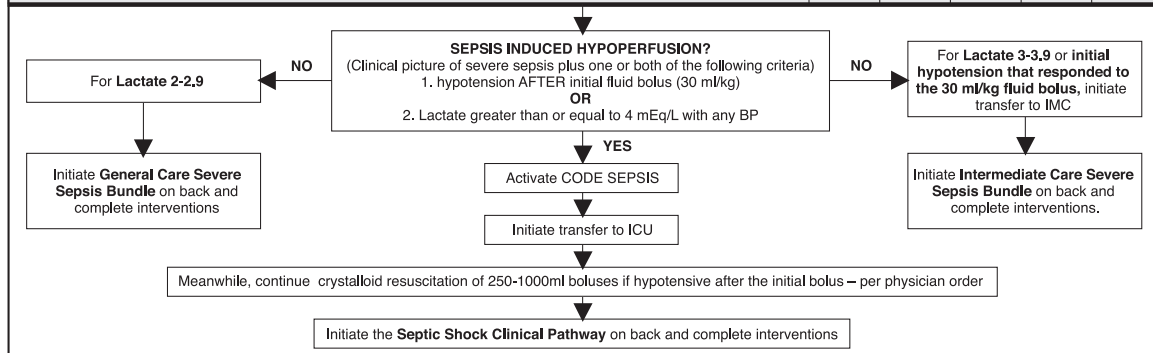 SEPSIS INDUCED HYPOPERFUSION?
(Clinical picture of severe sepsis plus one or both of the following criteria)
1. hypotension AFTER initial fluid bolus (30 ml/kg)
OR
2. Lactate greater than or equal to 4 mEq/L with any BP
NO
For Lactate 2-2.9
Initiate General Care Severe
Sepsis Bundle on back and
complete interventions
NO
For Lactate 3-3.9 or initial
hypotension that responded to
the 30 ml/kg fluid bolus, initiate
transfer to IMC
Initiate Intermediate Care Severe
Sepsis Bundle on back and
complete interventions.
YES
Activate CODE SEPSIS
Initiate transfer to ICU
Meanwhile, continue crystalloid resuscitation of 250-1000ml boluses if hypotensive after the initial bolus – per physician order
Initiate the Septic Shock Clinical Pathway on back and complete interventions